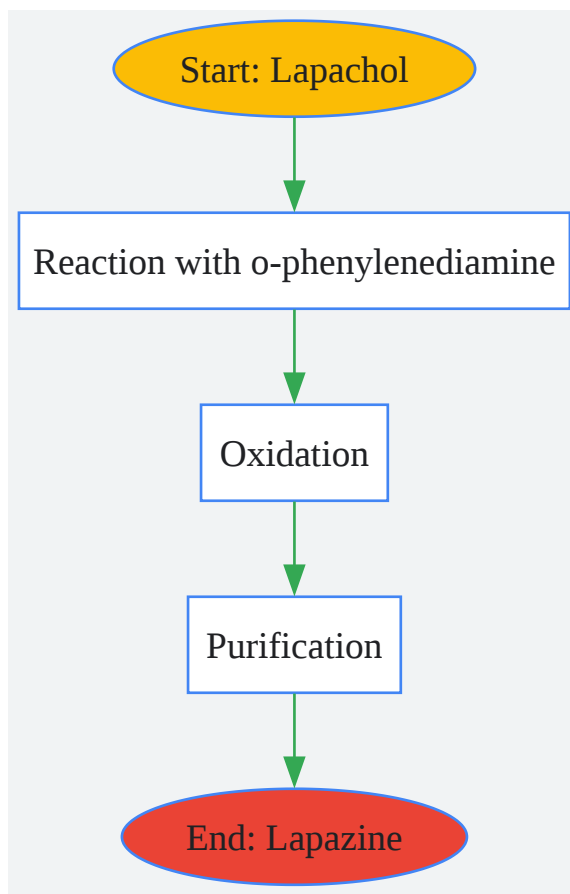 Start: Lapachol
Reaction with o-phenylenediamine
Oxidation
Purification
End: Lapazine